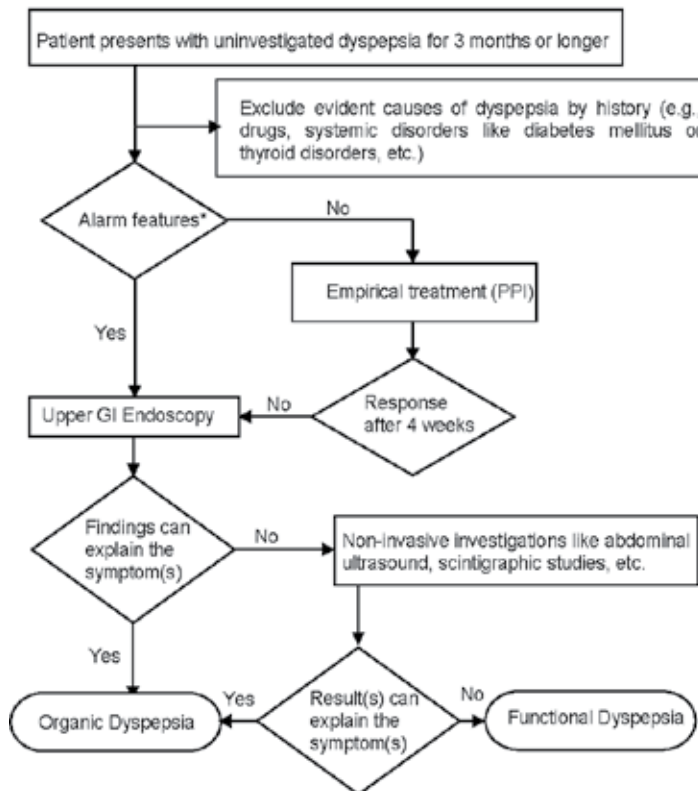 Patient presents with uninvestigated dyspepsia for 3 months or longer
Exclude evident causes of dyspepsia by history (e.g.,
drugs, systemic disorders like diabetes mellitus or
thyroid disorders, etc.)
Alarm features*
No
Empirical treatment (PPI)
Yes
Response
after 4 weeks
No
Upper GI Endoscopy
Findings can
explain the
symptom(s)
No
Non-invasive investigations like abdominal
ultrasound, scintigraphic studies, etc.
Yes
Organic Dyspepsia
Yes
Result(s) can
explain the
symptom(s)
No
Functional Dyspepsia